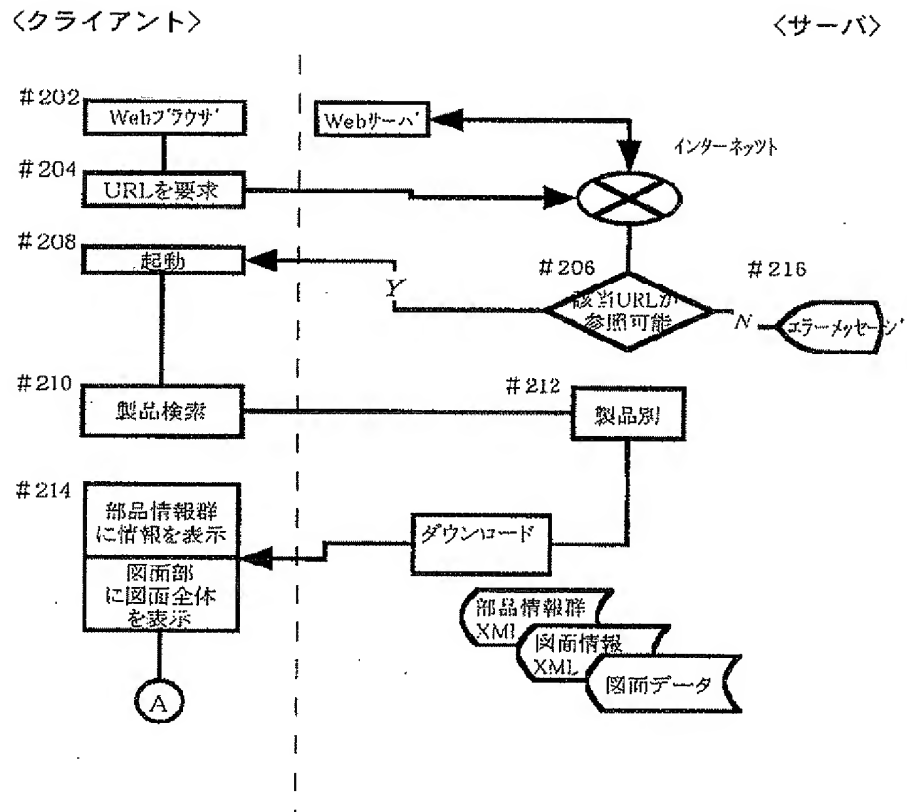 〈クライアント〉
〈サーバ〉
#202
Webブラウザ
Webサーバ
インターネッツト
#204
URLを要求
#208
起動
Y
#206
該当URLが
参照可能
#216
N
エラーメッセージ
#210
製品検索
#212
製品別
#214
部品情報群
に情報を表示
図面部
に図面全体
を表示
ダウンロード
部品情報群
XML
図面情報
XML
図面データ
A